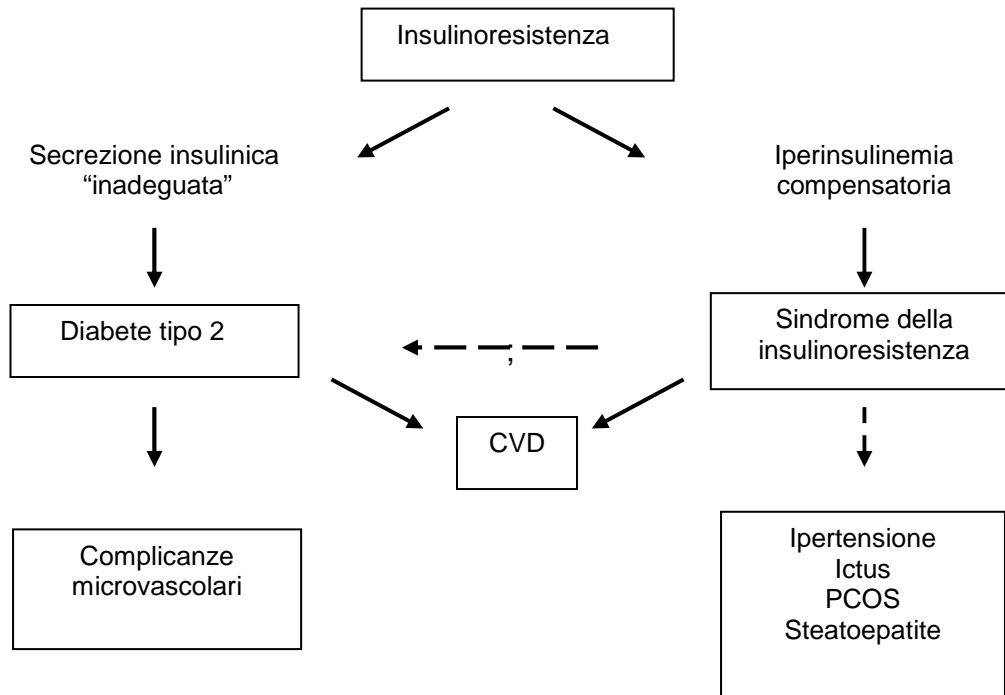 Insulinoresistenza
Secrezione insulinica
“inadeguata”
Iperinsulinemia
compensatoria
Diabete tipo 2
;
Sindrome della
insulinoresistenza
CVD
Complicanze
microvascolari
Ipertensione
Ictus
PCOS
Steatoepatite